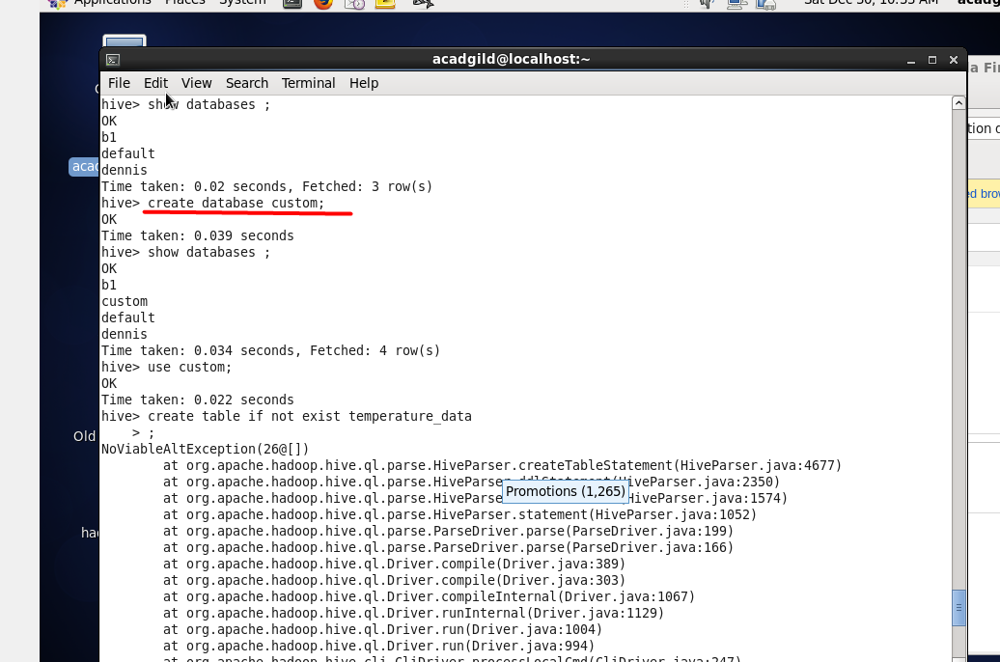 Applications Places System
Sat Dec 30, 10:33 AM acadg
acadgild@localhost:~
a Fi
File Edit View Search Terminal Help
hive> show databases ;
OK
b1
default
dennis
Time taken: 0.02 seconds, Fetched: 3 row(s)
hive> create database custom;
OK
Time taken: 0.039 seconds
hive> show databases ;
OK
b1
custom
default
dennis
Time taken: 0.034 seconds, Fetched: 4 row(s)
hive> use custom;
OK
Time taken: 0.022 seconds
hive> create table if not exist temperature_data
> ;
NoViableAltException(26@[])
at org.apache.hadoop.hive.ql.parse.HiveParser.createTableStatement(HiveParser.java:4677)
at org.apache.hadoop.hive.ql.parse.HiveParser.ddlStatement(HiveParser.java:2350)
at org.apache.hadoop.hive.ql.parse.HiveParse HiveParser.java:1574)
at org.apache.hadoop.hive.ql.parse.HiveParser.statement(HiveParser.java:1052)
at org.apache.hadoop.hive.ql.parse.ParseDriver.parse(ParseDriver.java:199)
at org.apache.hadoop.hive.ql.parse.ParseDriver.parse(ParseDriver.java:166)
at org.apache.hadoop.hive.ql.Driver.compile(Driver.java:389)
at org.apache.hadoop.hive.ql.Driver.compile(Driver.java:303)
at org.apache.hadoop.hive.ql.Driver.compileInternal(Driver.java:1067)
at org.apache.hadoop.hive.ql.Driver.runInternal(Driver.java:1129)
at org.apache.hadoop.hive.ql.Driver.run(Driver.java:1004)
at org.apache.hadoop.hive.ql.Driver.run(Driver.java:994)
at org.apache.hadoop.hive.cli.CliDriver.processLocalCmd(CliDriver.java:247)
Promotions (1,265)
acad
Old
had
tion
ed brow